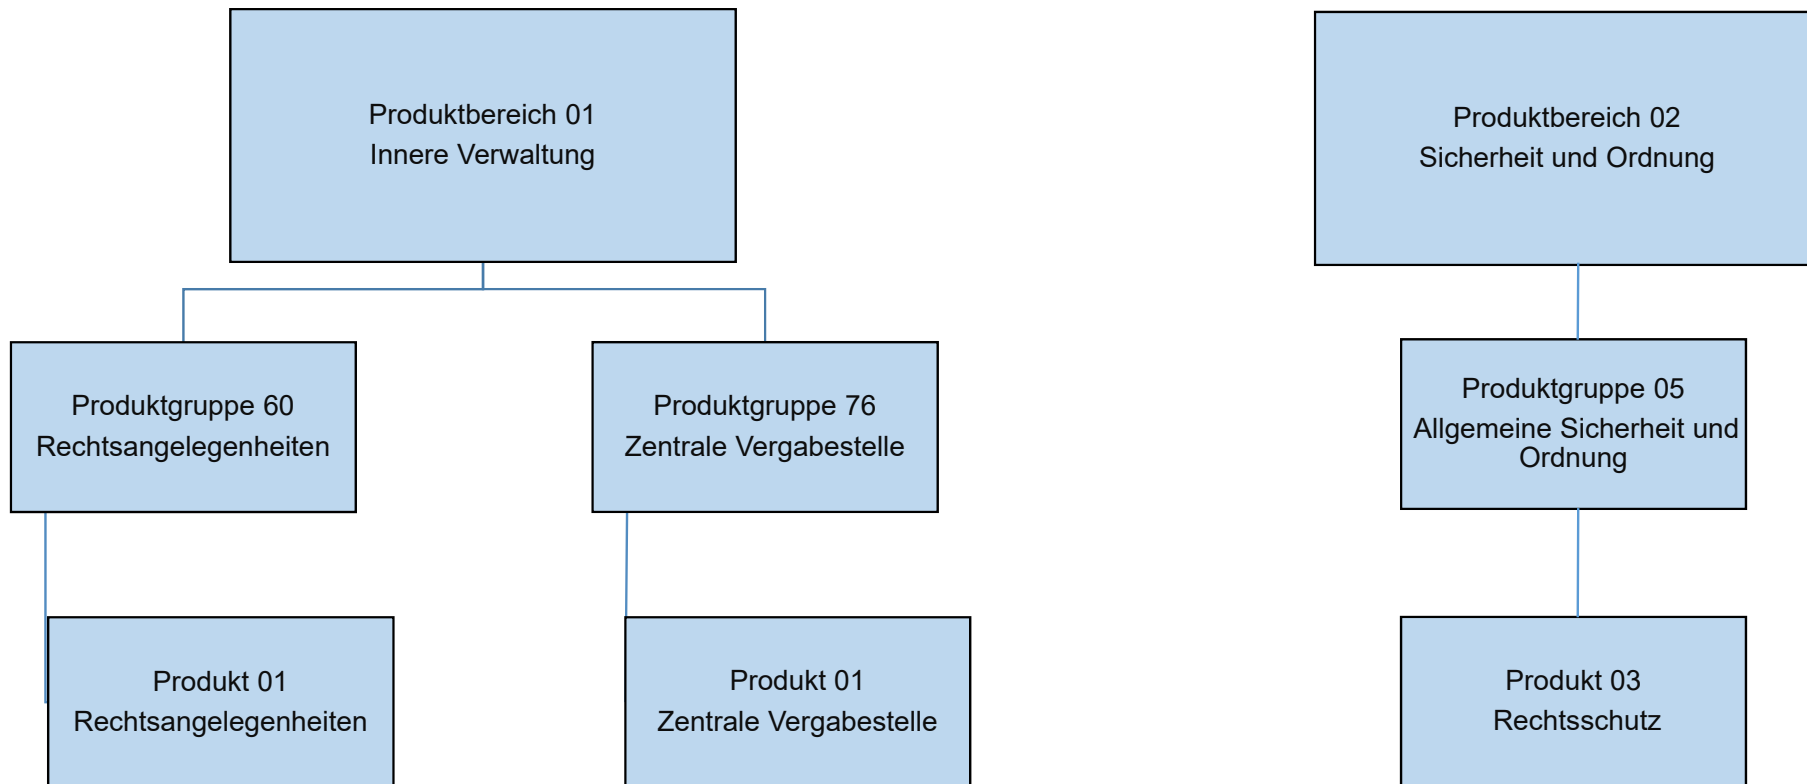 Produktbereich 01
Innere Verwaltung
Produktbereich 02
Sicherheit und Ordnung
Produktgruppe 60
Rechtsangelegenheiten
Produktgruppe 76
Zentrale Vergabestelle
Produktgruppe 05
Allgemeine Sicherheit und
Ordnung
Produkt 01
Rechtsangelegenheiten
Produkt 01
Zentrale Vergabestelle
Produkt 03
Rechtsschutz